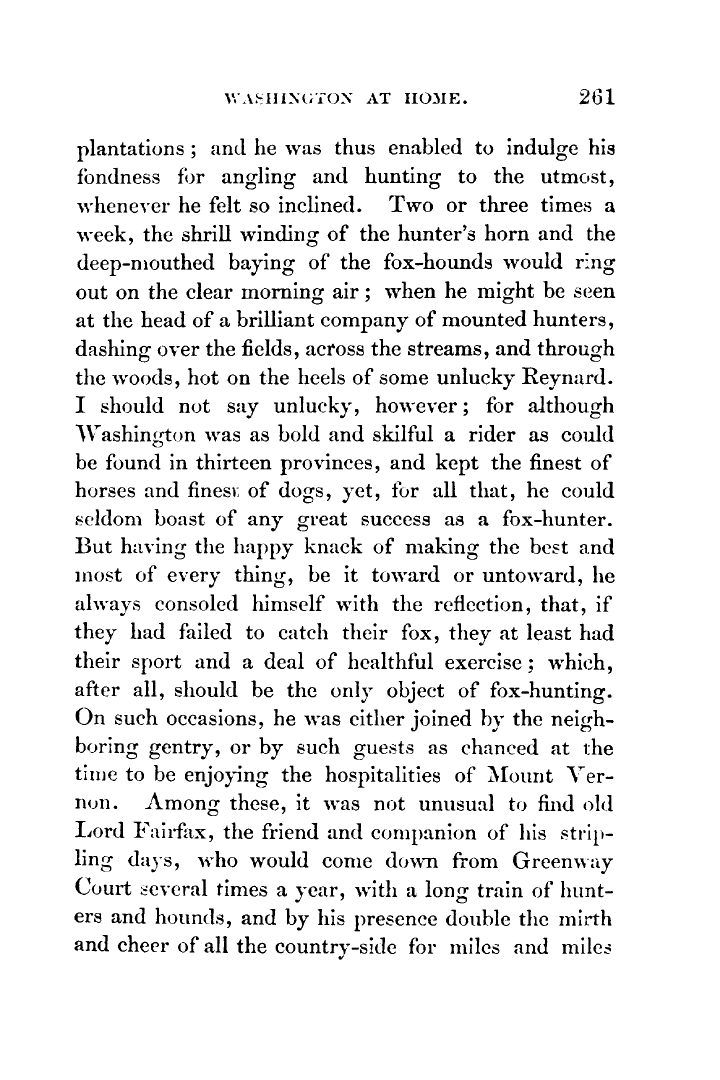 WASHINGTON AT HOME. 261
plantations ; and he was thus enabled to indulge his
fondness for angling and hunting to the utmost,
whenever he felt so inclined. Two or three times a
week, the shrill winding of the hunter's horn and the
deep-mouthed baying of the fox-hounds would ring
out on the clear morning air ; when he might be seen
at the head of a brilliant company of mounted hunters,
dashing over the fields, across the streams, and through
the woods, hot on the heels of some unlucky Reynard.
I should not say unlucky, however ; for although
Washington was as bold and skilful a rider as could
be found in thirteen provinces, and kept the finest of
horses and finest of dogs, yet, for all that, he could
seldom boast of any great success as a fox-hunter.
But having the happy knack of making the best and
most of every thing, be it toward or untoward, he
always consoled himself with the reflection, that, if
they had failed to catch their fox, they at least had
their sport and a deal of healthful exercise ; which,
after all, should be the only object of fox-hunting.
On such occasions, he was either joined by the neigh-
boring gentry, or by such guests as chanced at the
time to be enjoying the hospitalities of Mount Ver-
non. Among these, it was not unusual to find old
Lord Fairfax, the friend and companion of his strip-
ling days, who would come down from Greenway
Court several times a year, with a long train of hunt-
ers and hounds, and by his presence double the mirth
and cheer of all the country-side for miles and miles